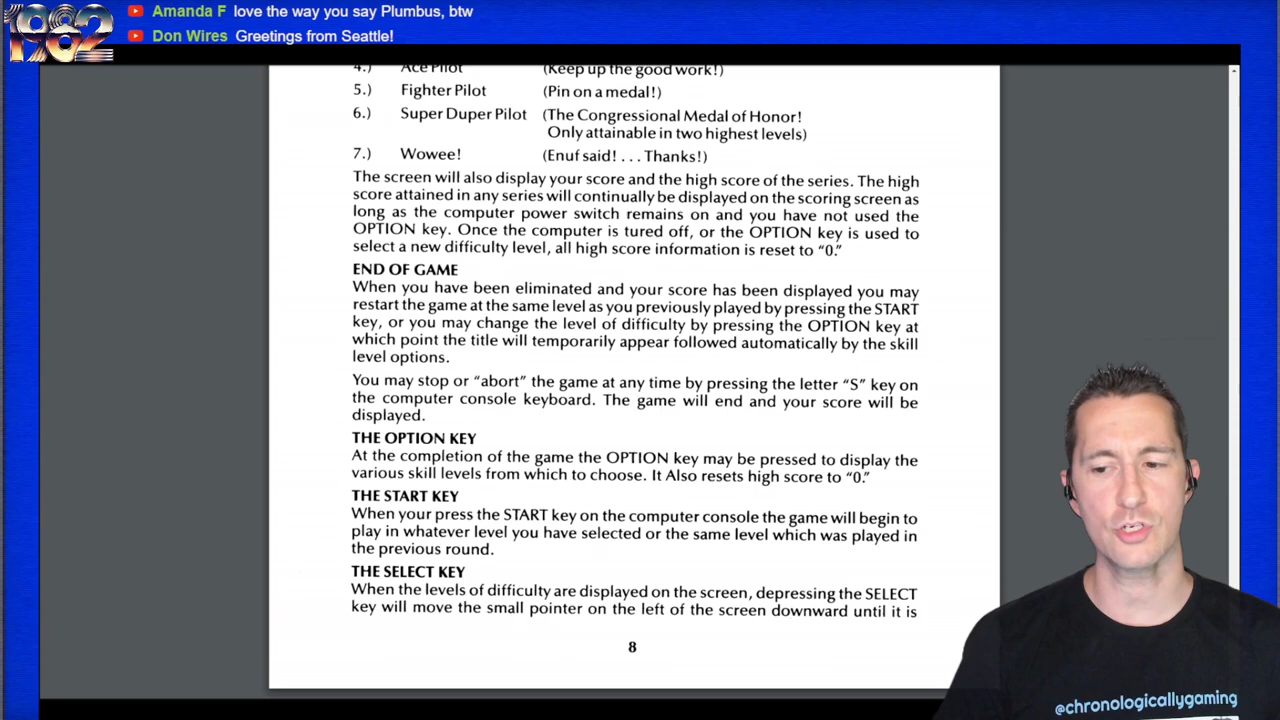 1982
Amanda F love the way you say Plumbus, btw
Don Wires Greetings from Seattle!
4.) Ace Pilot (Keep up the good work!)
5.) Fighter Pilot (Pin on a medal!)
6.) Super Duper Pilot (The Congressional Medal of Honor!
Only attainable in two highest levels)
7.) Wowee! (Enuf said! . . . Thanks!)
The screen will also display your score and the high score of the series. The high
score attained in any series will continually be displayed on the scoring screen as
long as the computer power switch remains on and you have not used the
OPTION key. Once the computer is tured off, or the OPTION key is used to
select a new difficulty level, all high score information is reset to “0.”
END OF GAME
When you have been eliminated and your score has been displayed you may
restart the game at the same level as you previously played by pressing the START
key, or you may change the level of difficulty by pressing the OPTION key at
which point the title will temporarily appear followed automatically by the skill
level options.
You may stop or “abort” the game at any time by pressing the letter “S” key on
the computer console keyboard. The game will end and your score will be
displayed.
THE OPTION KEY
At the completion of the game the OPTION key may be pressed to display the
various skill levels from which to choose. It Also resets high score to “0.”
THE START KEY
When your press the START key on the computer console the game will begin to
play in whatever level you have selected or the same level which was played in
the previous round.
THE SELECT KEY
When the levels of difficulty are displayed on the screen, depressing the SELECT
key will move the small pointer on the left of the screen downward until it is
8
@chronologicallygaming